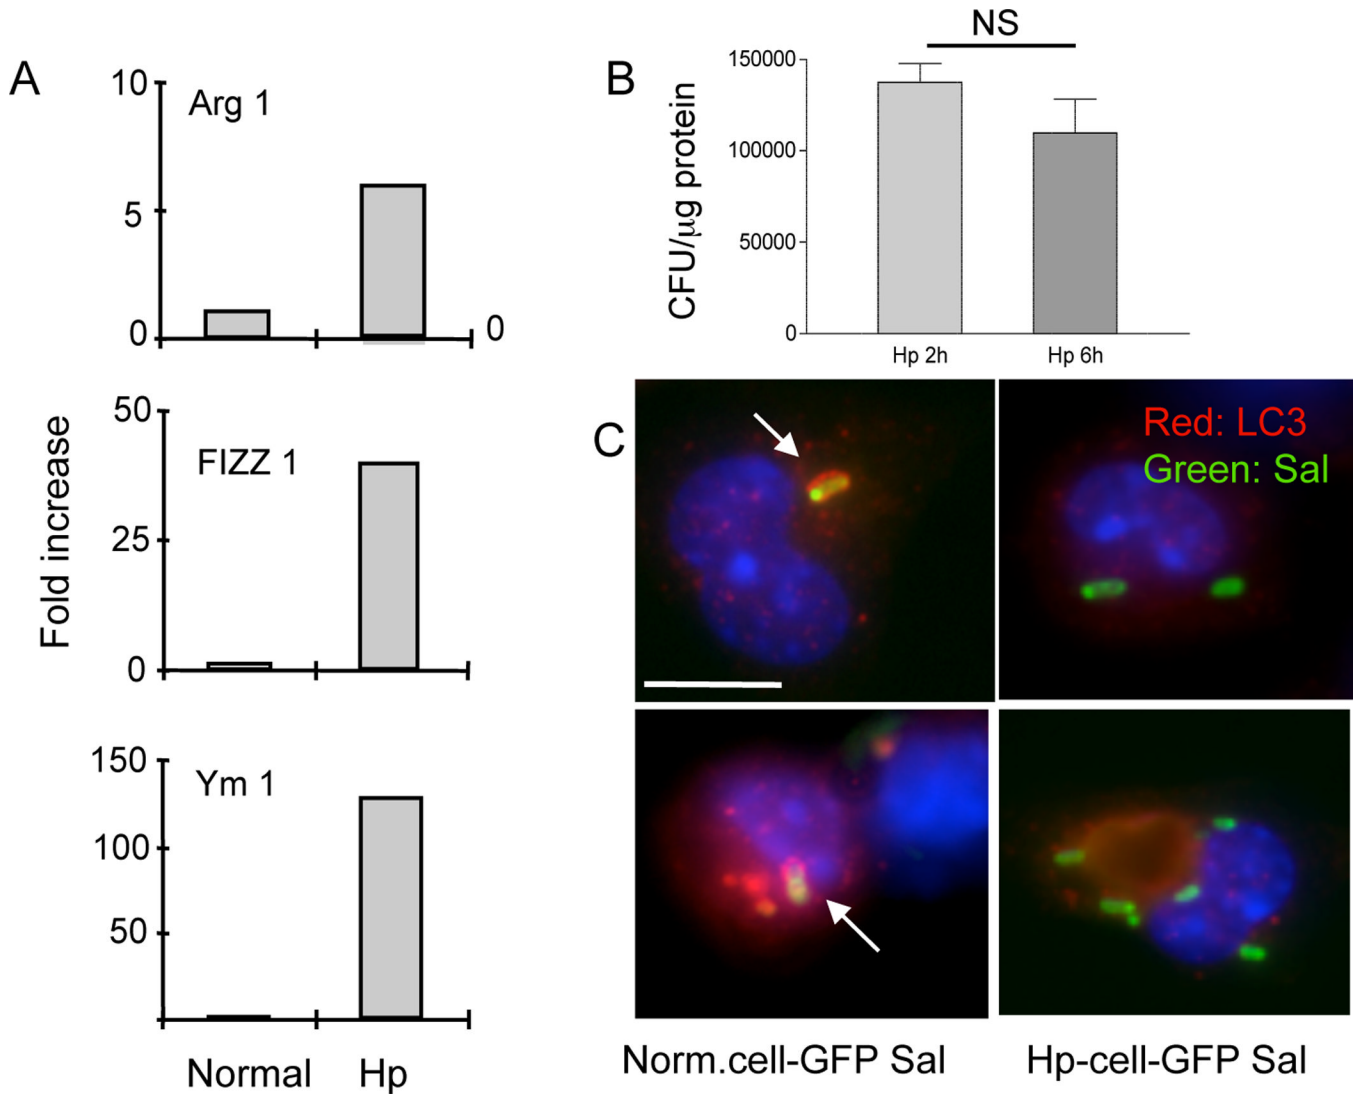 A
10
Arg 1
5
0
0
Fold increase
50
FIZZ 1
25
0
150
Ym 1
100
50
Normal
Hp
B
NS
CFU/μg protein
150000
100000
50000
0
Hp 2h
Hp 6h
C
Red: LC3
Green: Sal
Norm.cell-GFP Sal
Hp-cell-GFP Sal